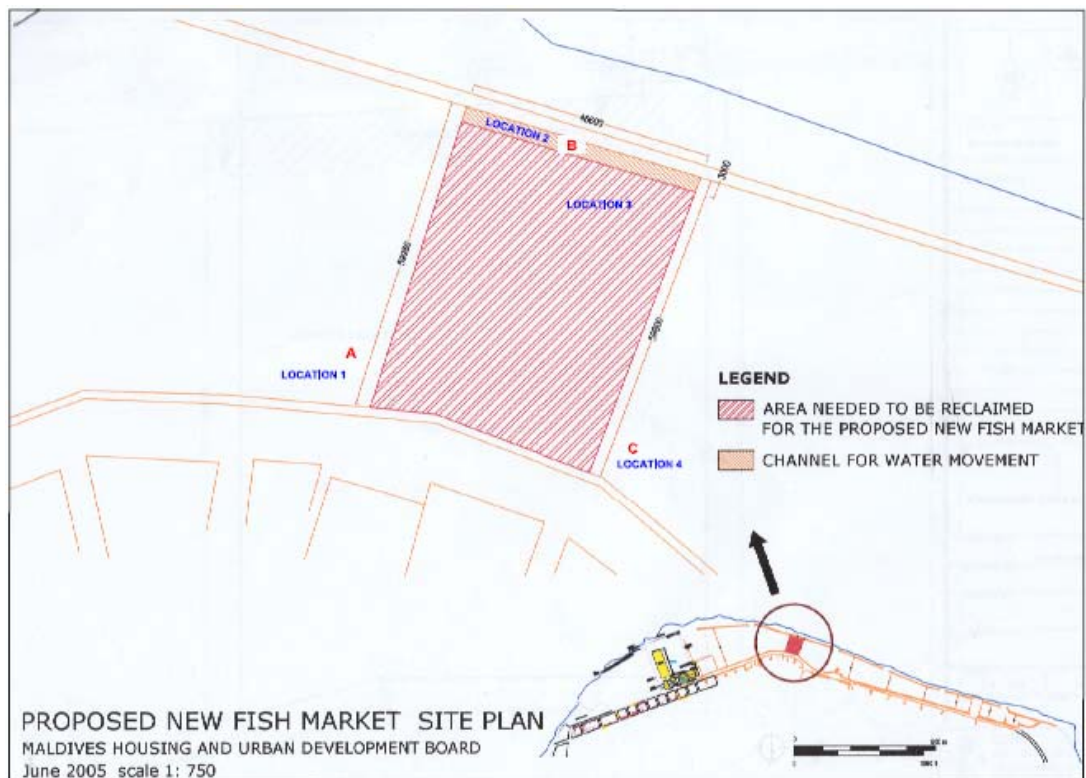 46600
LOCATION 2
B
3000
LOCATION 3
A
LOCATION 1
LEGEND
AREA NEEDED TO BE RECLAIMED
FOR THE PROPOSED NEW FISH MARKET
C
LOCATION 4
CHANNEL FOR WATER MOVEMENT
PROPOSED NEW FISH MARKET SITE PLAN
MALDIVES HOUSING AND URBAN DEVELOPMENT BOARD
June 2005 scale 1: 750